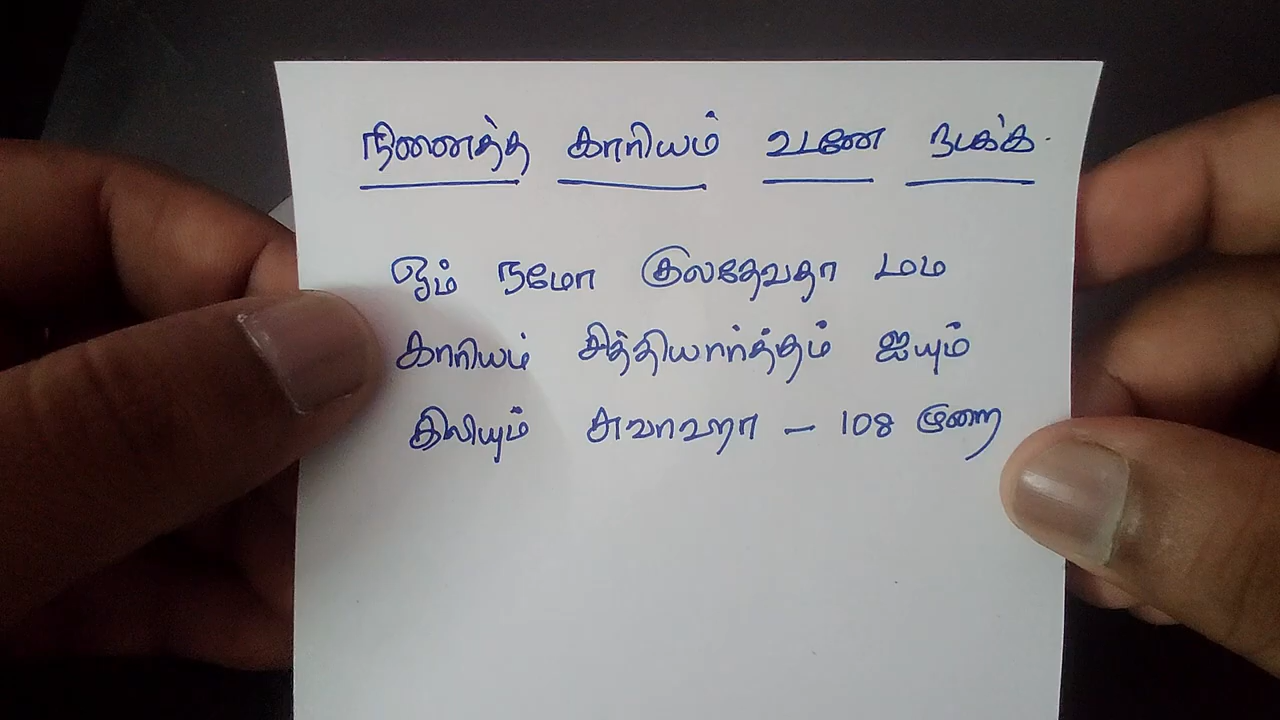 நினைத்த காரியம் உடனே நடக்க.
ஓம் நமோ குலதேவதா மம
காரியம் சித்தியார்த்தம் ஐயும்
கிலியும் சுவாஹா - 108 முறை